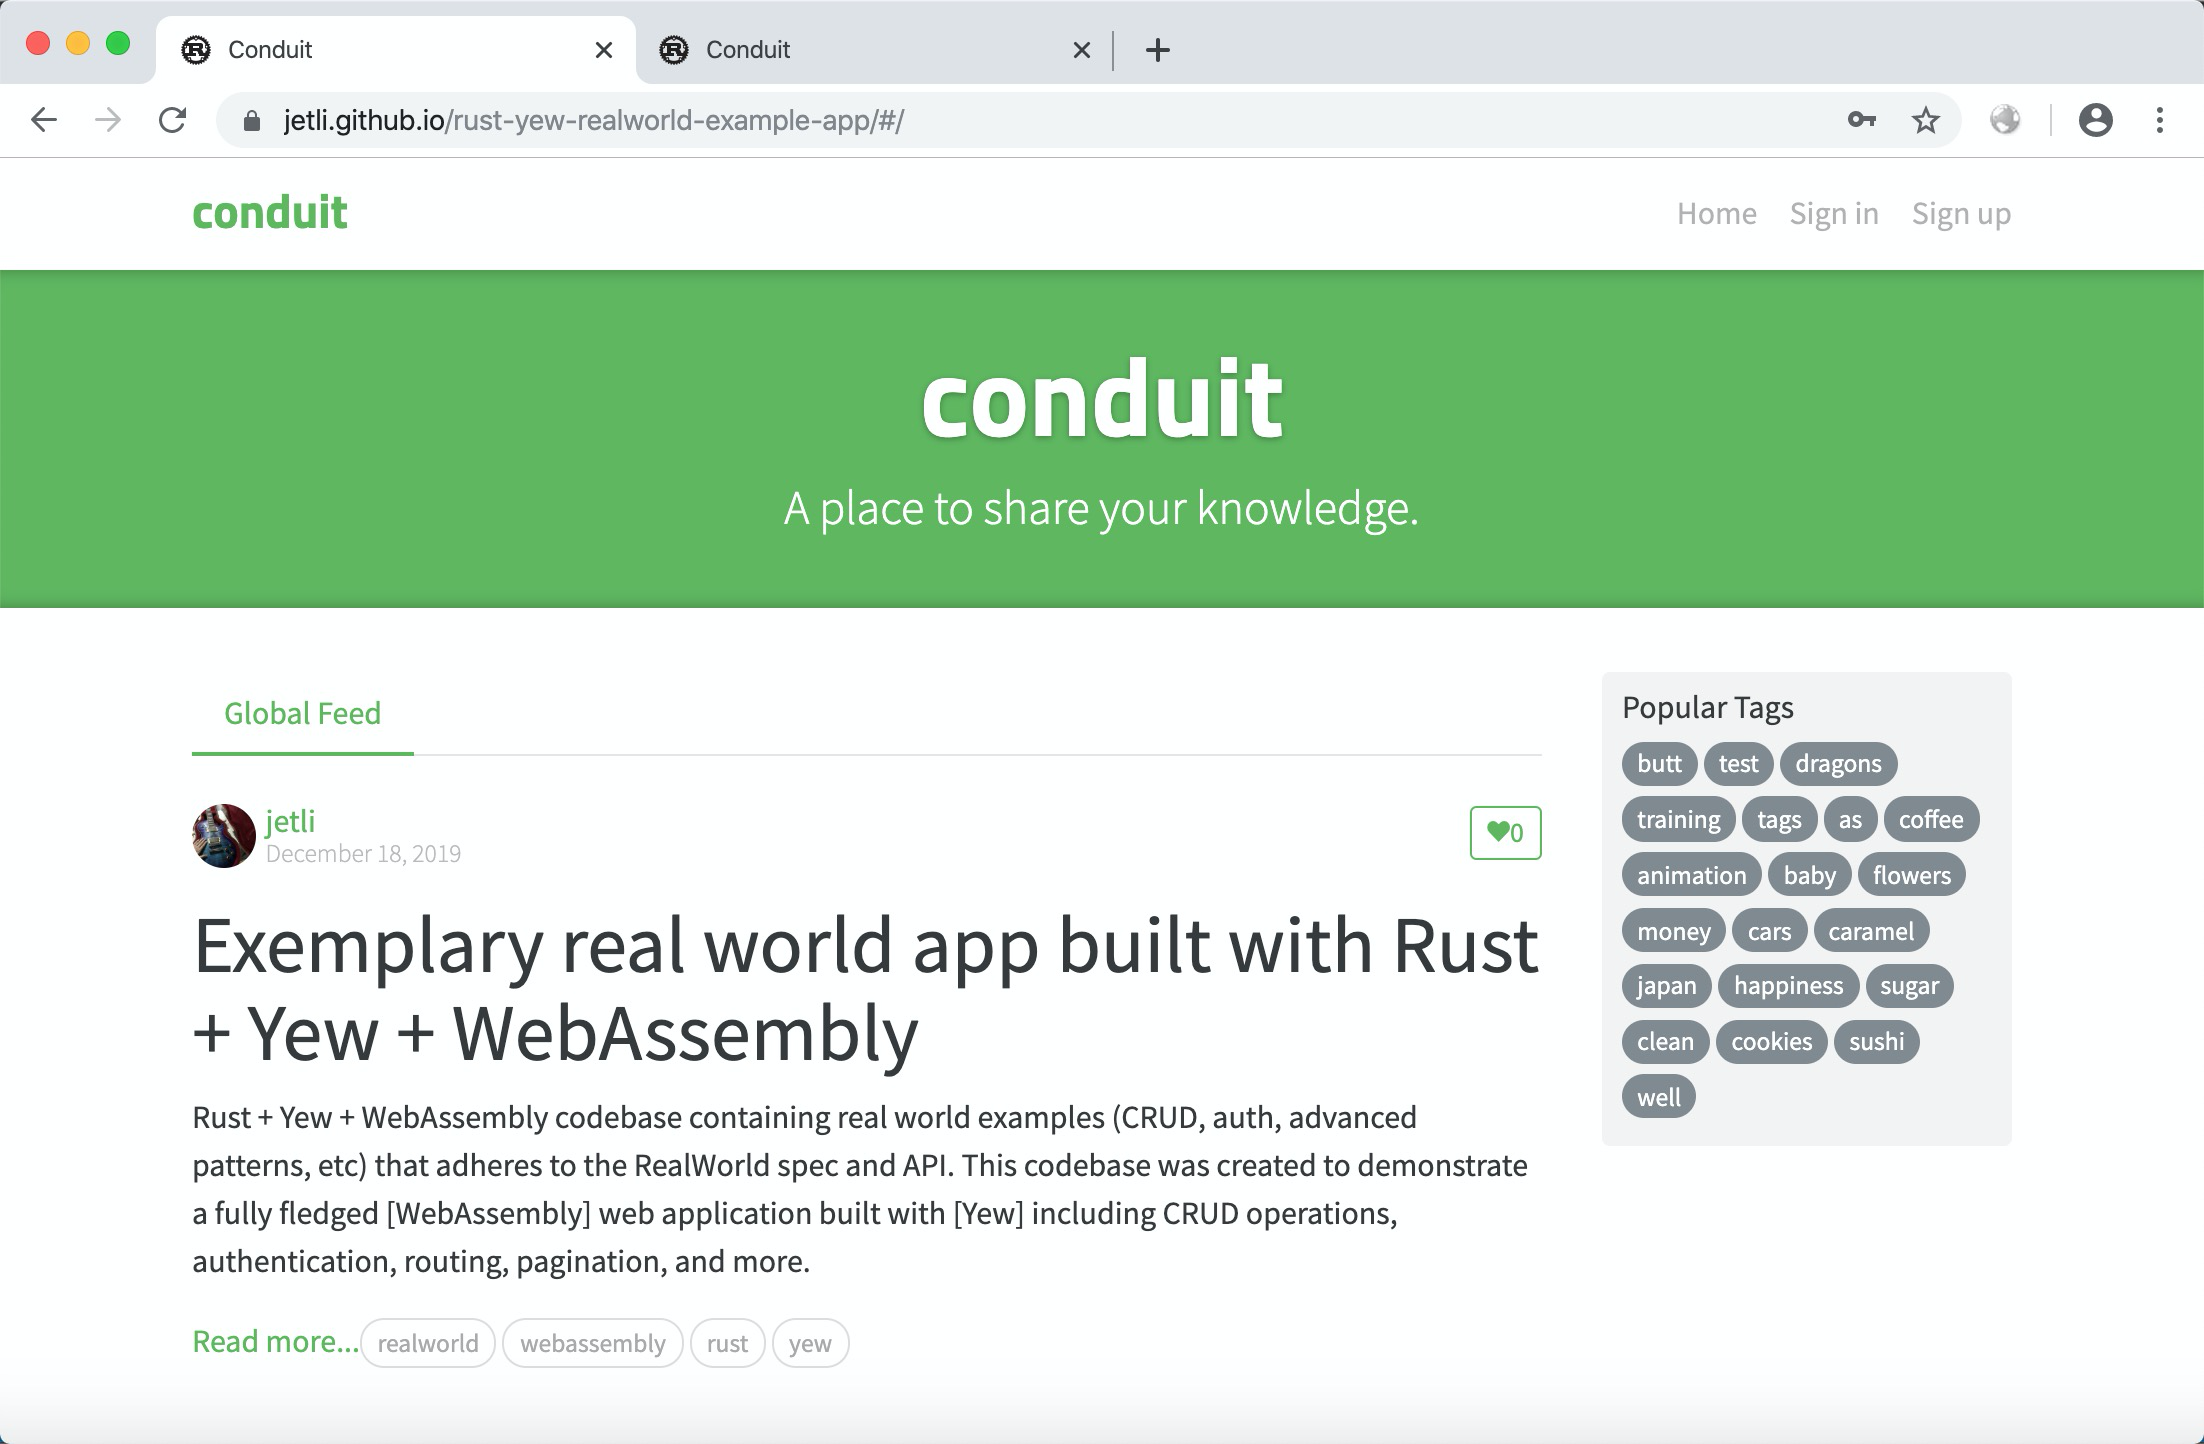 Conduit
Conduit
jetli.github.io/rust-yew-realworld-example-app/#/
conduit
Home Sign in Sign up
conduit
A place to share your knowledge.
Global Feed
jetli
December 18, 2019
0
Exemplary real world app built with Rust
+ Yew + WebAssembly
Rust + Yew + WebAssembly codebase containing real world examples (CRUD, auth, advanced
patterns, etc) that adheres to the RealWorld spec and API. This codebase was created to demonstrate
a fully fledged [WebAssembly] web application built with [Yew] including CRUD operations,
authentication, routing, pagination, and more.
Read more... realworld webassembly rust yew
Popular Tags
butt test dragons
training tags as coffee
animation baby flowers
money cars caramel
japan happiness sugar
clean cookies sushi
well